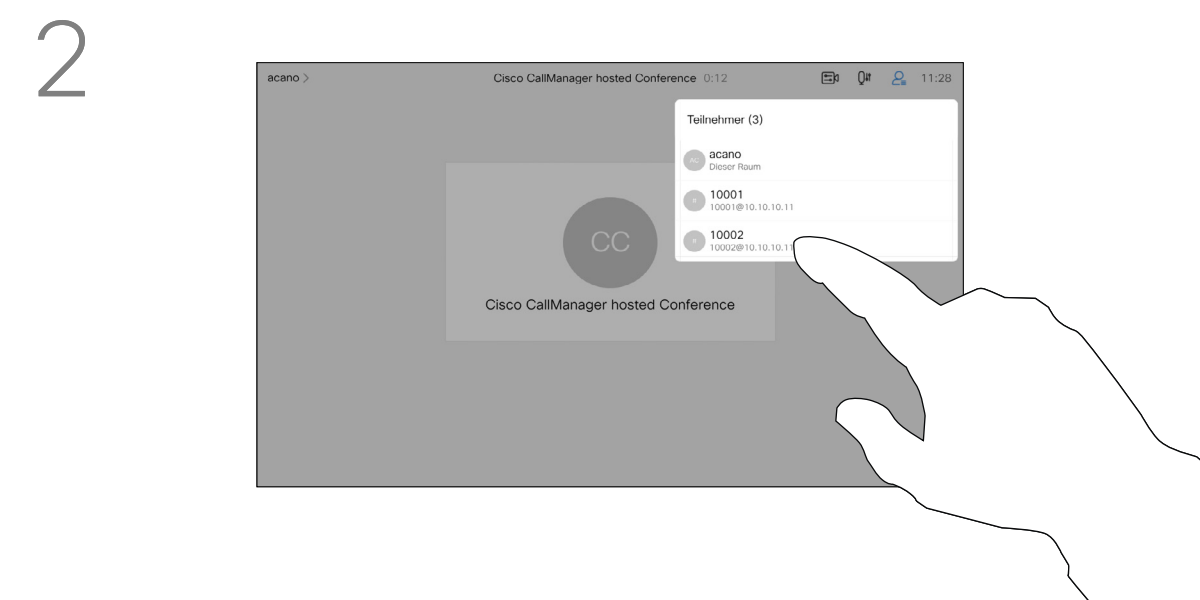 2
acano >
Cisco CallManager hosted Conference 0:12
11:28
Teilnehmer (3)
AC
acano
Dieser Raum
10001
10001@10.10.10.11
10002
10002@10.10.10.11
CC
Cisco CallManager hosted Conference